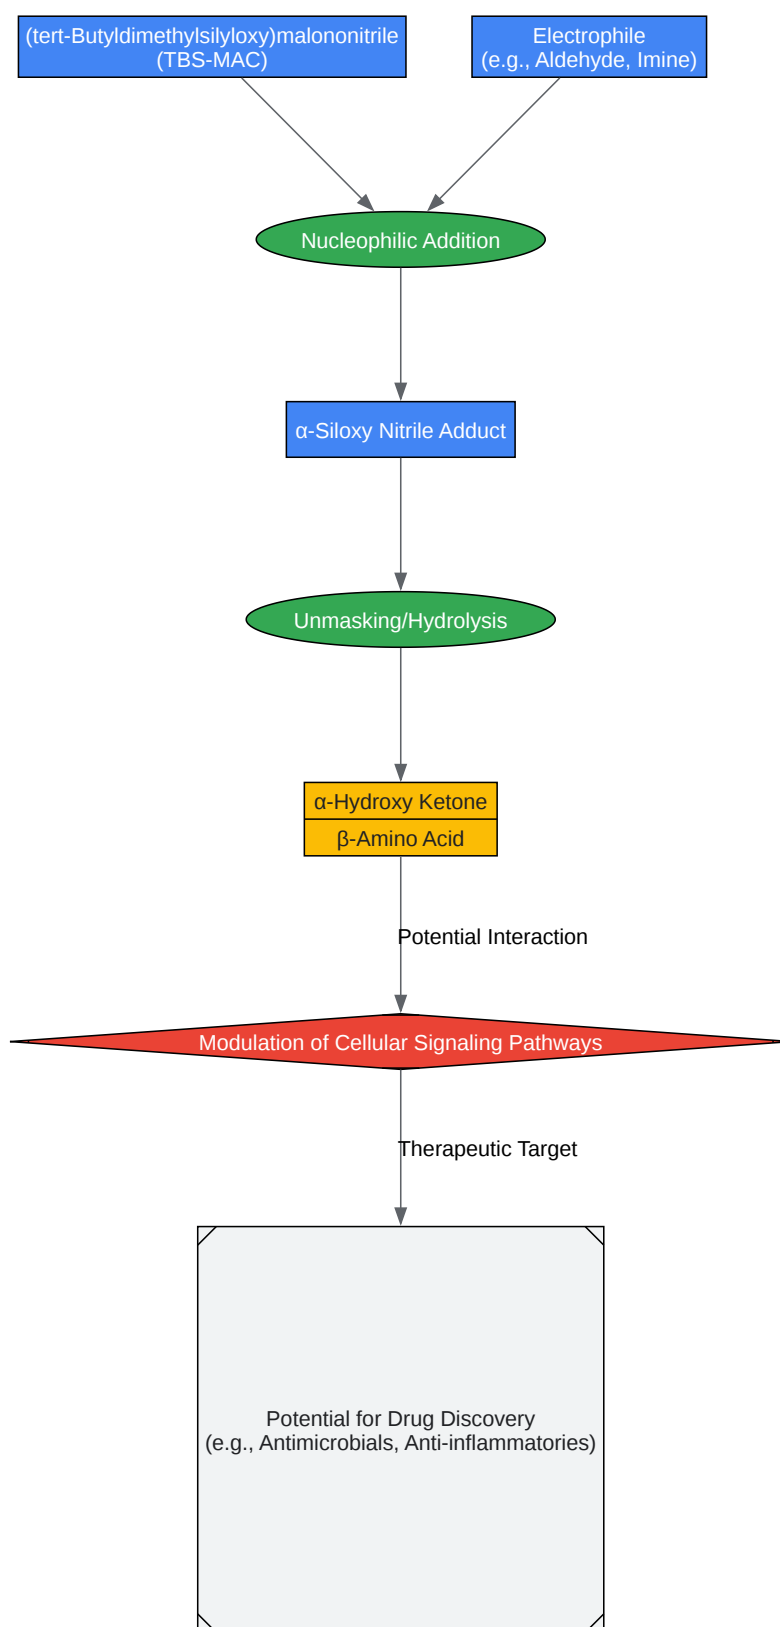 (tert-Butyldimethylsilyloxy)malononitrile
(TBS-MAC)
Electrophile
(e.g., Aldehyde, Imine)
Nucleophilic Addition
α-Siloxy Nitrile Adduct
Unmasking/Hydrolysis
α-Hydroxy Ketone
β-Amino Acid
Potential Interaction
Modulation of Cellular Signaling Pathways
Therapeutic Target
Potential for Drug Discovery
(e.g., Antimicrobials, Anti-inflammatories)